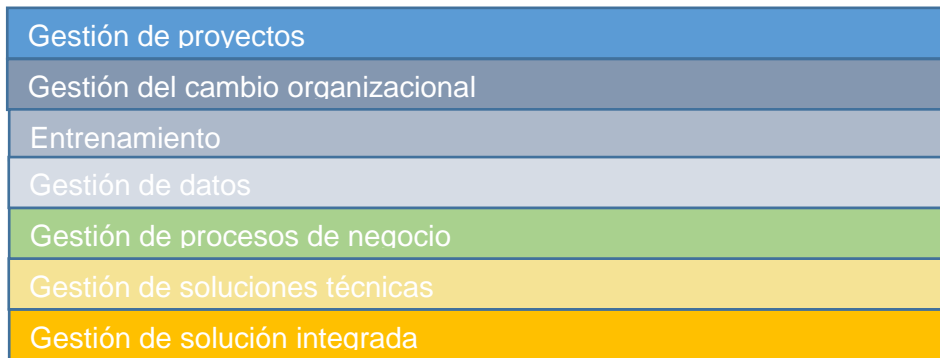 Gestión de proyectos
Gestión del cambio organizacional
Entrenamiento
Gestión de datos
Gestión de procesos de negocio
Gestión de soluciones técnicas
Gestión de solución integrada